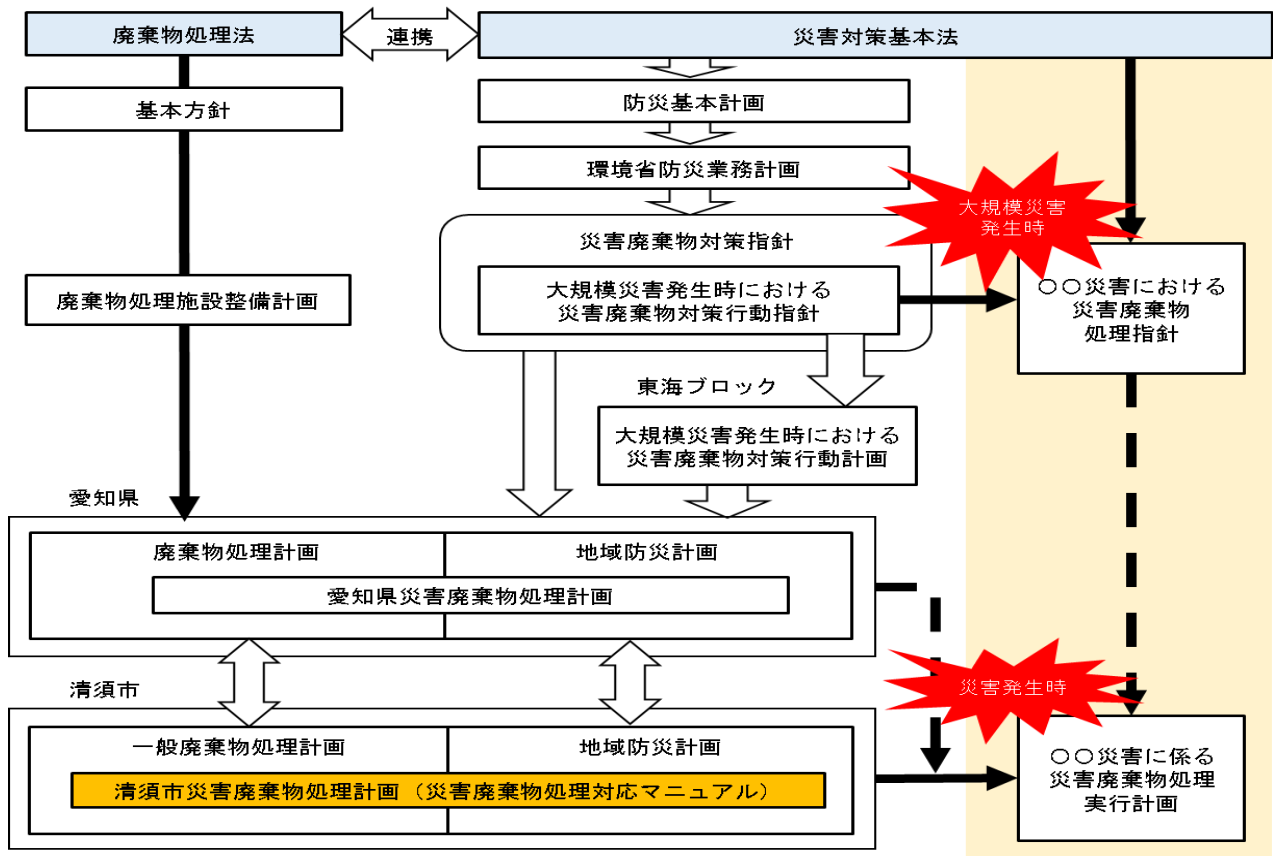 廃棄物処理法
連携
災害対策基本法
基本方針
防災基本計画
環境省防災業務計画
大規模災害
発生時
災害廃棄物対策指針
廃棄物処理施設整備計画
大規模災害発生時における
災害廃棄物対策行動指針
○○災害における
災害廃棄物
処理指針
東海ブロック
大規模災害発生時における
災害廃棄物対策行動計画
愛知県
廃棄物処理計画
地域防災計画
愛知県災害廃棄物処理計画
清須市
災害発生時
一般廃棄物処理計画
地域防災計画
清須市災害廃棄物処理計画（災害廃棄物処理対応マニュアル）
○○災害に係る
災害廃棄物処理
実行計画